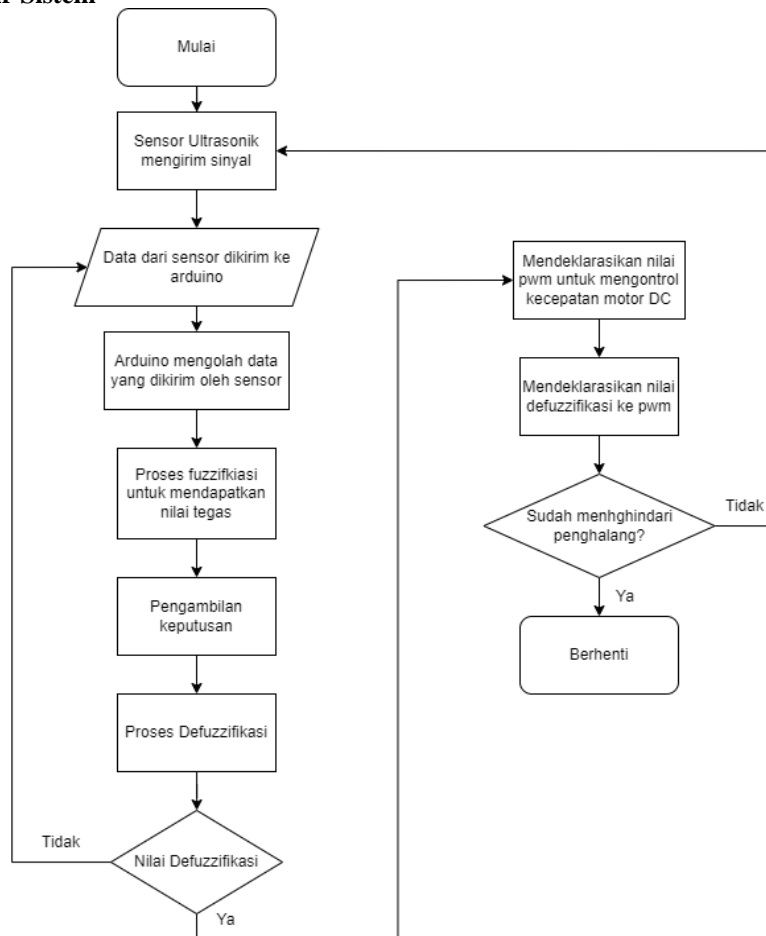 Sistem
Mulai
Sensor Ultrasonik
mengirim sinyal
Data dari sensor dikirim ke
arduino
Arduino mengolah data
yang dikirim oleh sensor
Proses fuzzifkiasi
untuk mendapatkan
nilai tegas
Pengambilan
keputusan
Proses Defuzzifikasi
Nilai Defuzzifikasi
Tidak
Ya
Mendeklarasikan nilai
pwm untuk mengontrol
kecepatan motor DC
Mendeklarasikan nilai
defuzzifikasi ke pwm
Sudah menhghindari
penghalang?
Tidak
Ya
Berhenti